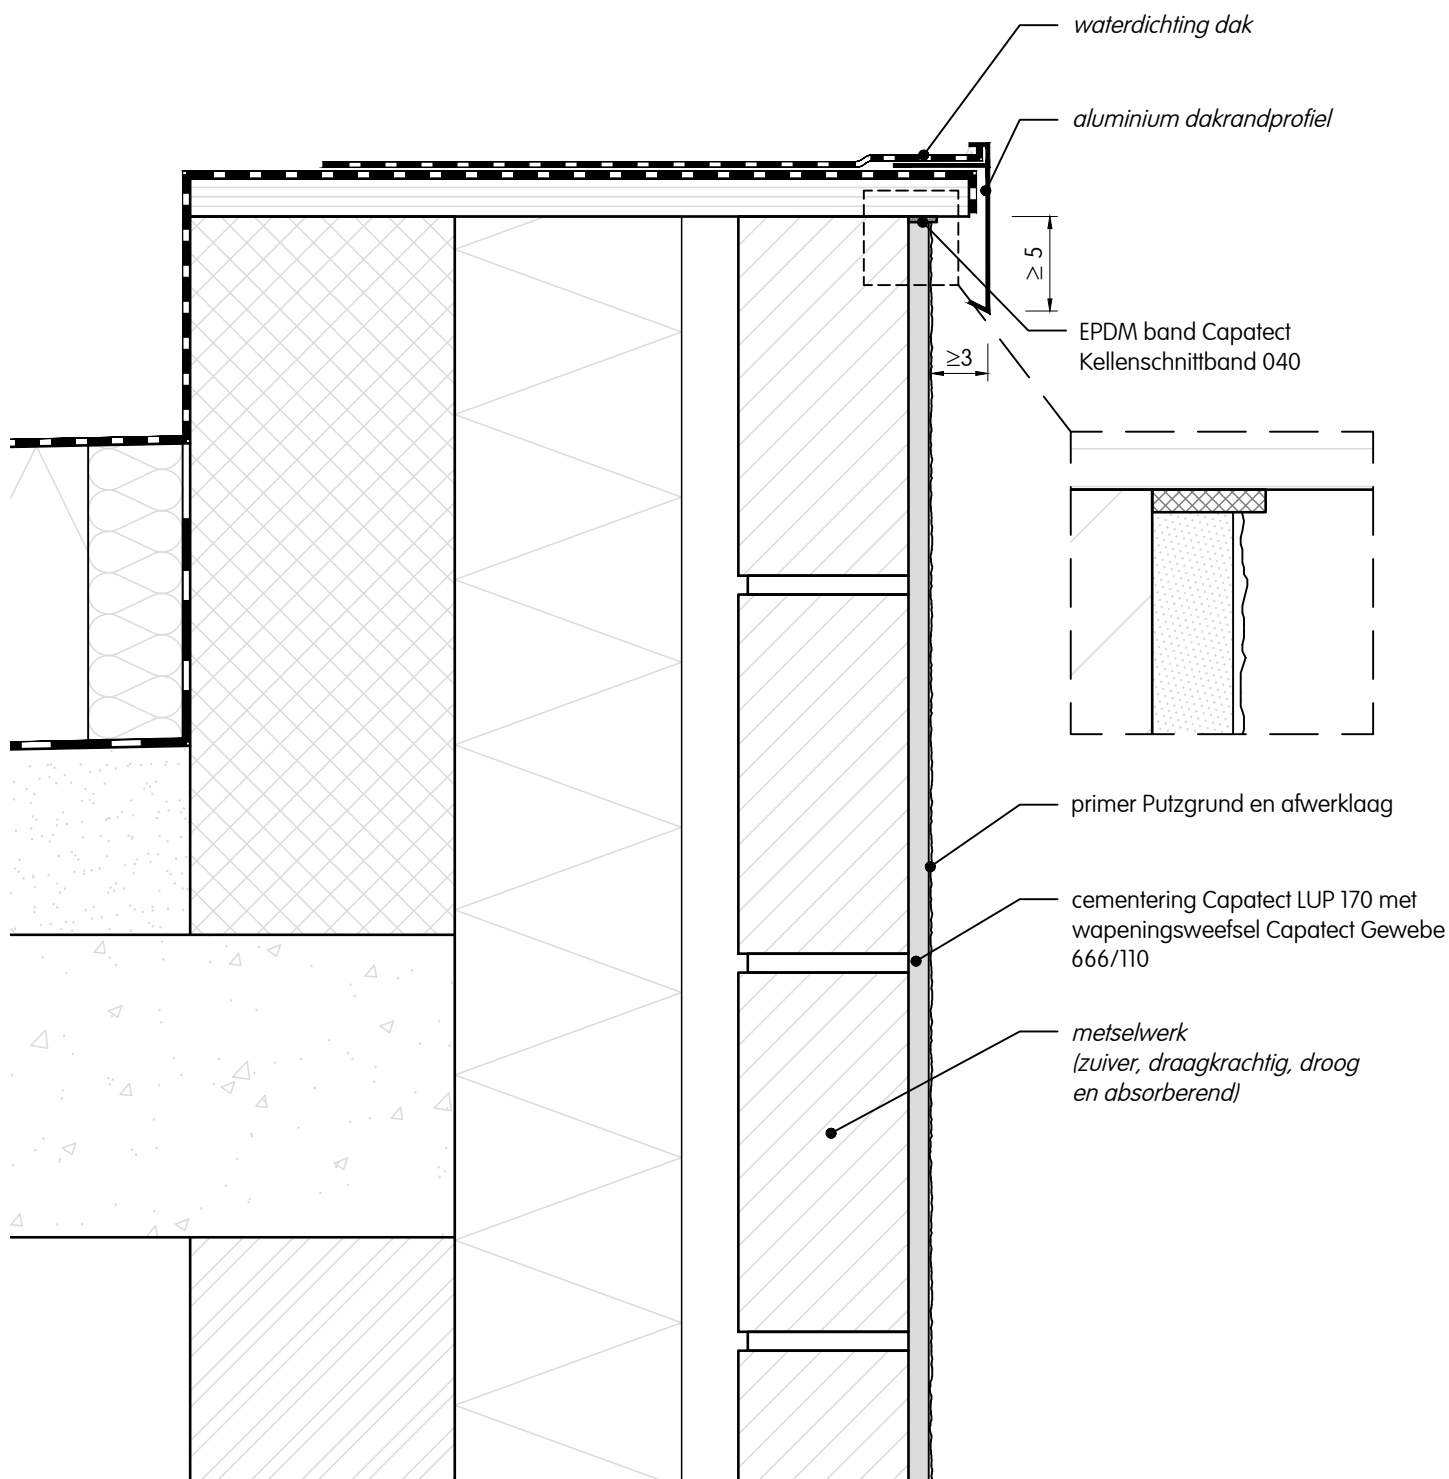 waterdichting dak
aluminium dakrandprofiel
≥ 5
EPDM band Capatect
Kellenschnittband 040
≥3
primer Putzgrund en afwerklaag
cementering Capatect LUP 170 met
wapeningsweefsel Capatect Gewebe
666/110
metselwerk
(zuiver, draagkrachtig, droog
en absorberend)